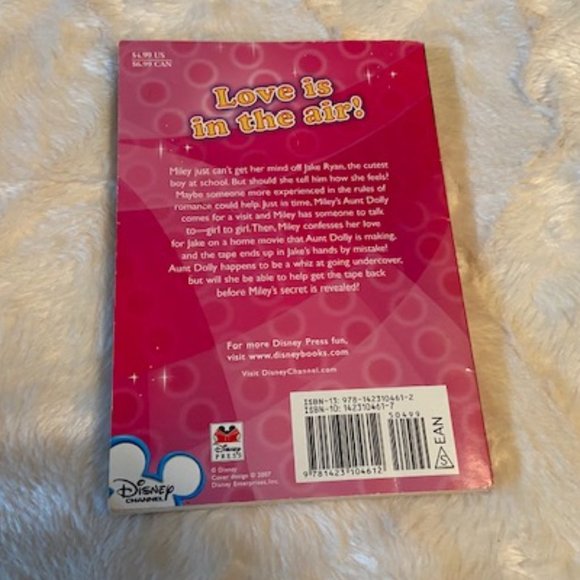 $4.99 US
$6.99 CAN
Love is
in the air!
Miley just can't get her mind off Jake Ryan, the cutest
boy at school. But should she tell him how she feels?
Maybe someone more experienced in the rules of
romance could help. Just in time, Miley's Aunt Dolly
comes for a visit and Miley has someone to talk
to—girl to girl. Then, Miley confesses her love
for Jake on a home movie that Aunt Dolly is making,
and the tape ends up in Jake's hands by mistake!
Aunt Dolly happens to be a whiz at going undercover,
but will she be able to help get the tape back
before Miley's secret is revealed?
For more Disney Press fun,
visit www.disneybooks.com
Visit DisneyChannel.com
ISBN-13: 978-142310461-2
ISBN-10: 142310461-7
50499
EAN
S
9 781423 104612
Disney
PRESS
© Disney
Cover design © 2007
Disney Enterprises, Inc.
Disney
CHANNEL